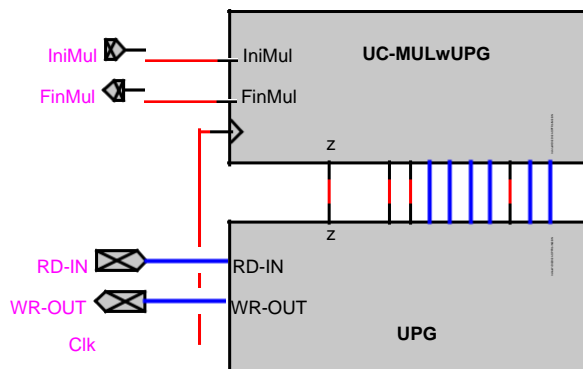 UC-MULwUPG
IniMul IniMul
FinMul FinMul
z
z
RD-IN RD-IN
WR-OUT WR-OUT
UPG
Clk